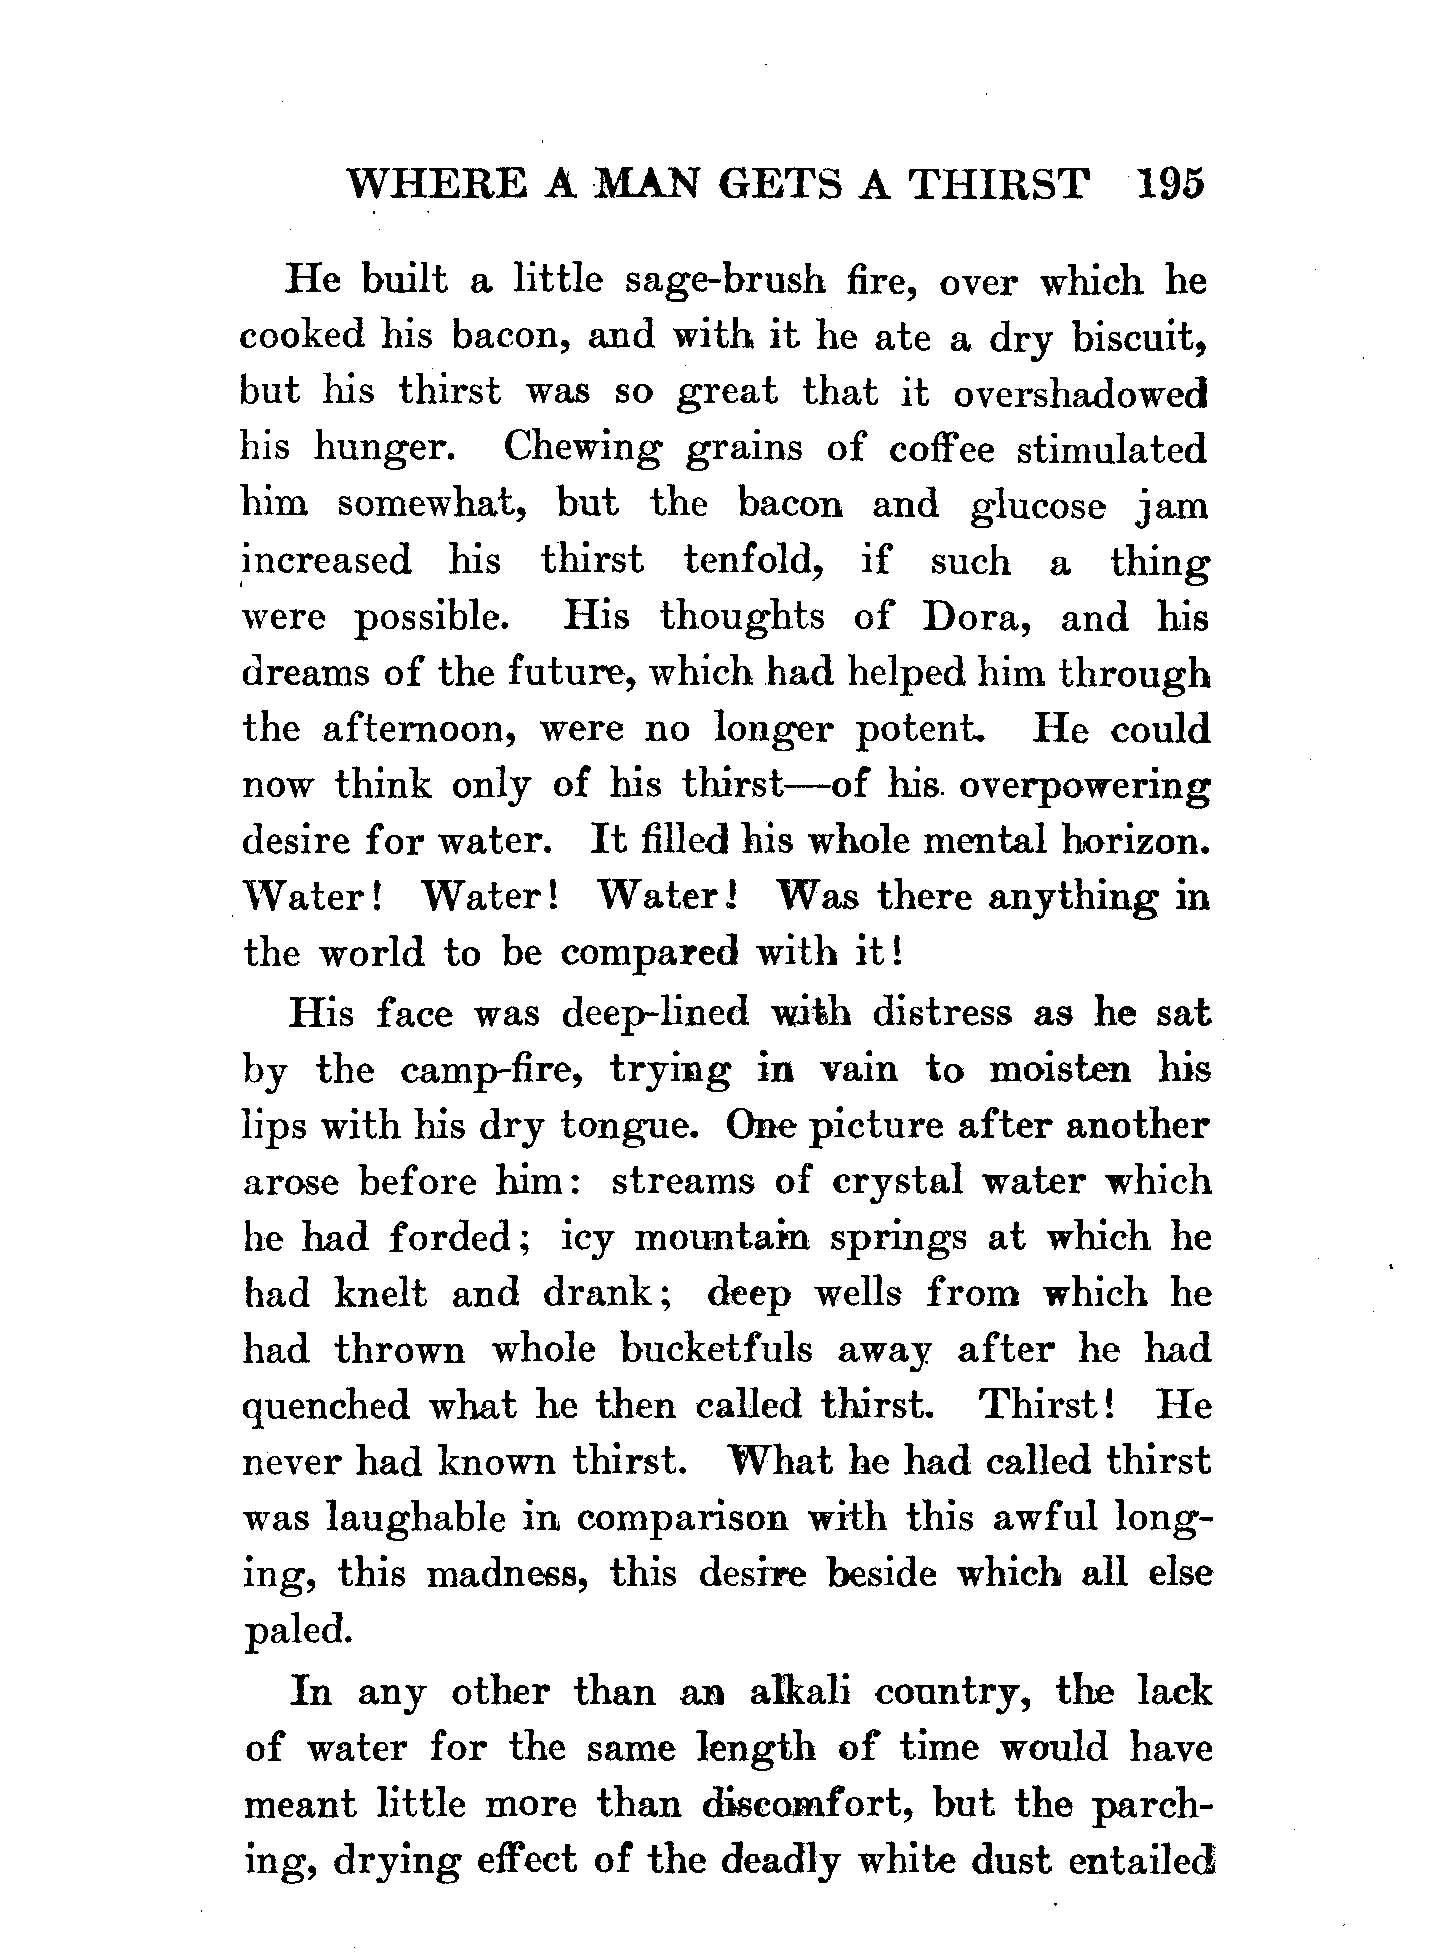 WHERE A MAN GETS A THIRST 195
He built a little sage-brush fire, over which he
cooked his bacon, and with it he ate a dry biscuit,
but his thirst was so great that it overshadowed
his hunger. Chewing grains of coffee stimulated
him somewhat, but the bacon and glucose jam
increased his thirst tenfold, if such a thing
were possible. His thoughts of Dora, and his
dreams of the future, which had helped him through
the afternoon, were no longer potent. He could
now think only of his thirst—of his overpowering
desire for water. It filled his whole mental horizon.
Water! Water! Water! Was there anything in
the world to be compared with it!
His face was deep-lined with distress as he sat
by the camp-fire, trying in vain to moisten his
lips with his dry tongue. One picture after another
arose before him: streams of crystal water which
he had forded; icy mountain springs at which he
had knelt and drank; deep wells from which he
had thrown whole bucketfuls away after he had
quenched what he then called thirst. Thirst! He
never had known thirst. What he had called thirst
was laughable in comparison with this awful long-
ing, this madness, this desire beside which all else
paled.
In any other than an alkali country, the lack
of water for the same length of time would have
meant little more than discomfort, but the parch-
ing, drying effect of the deadly white dust entailed